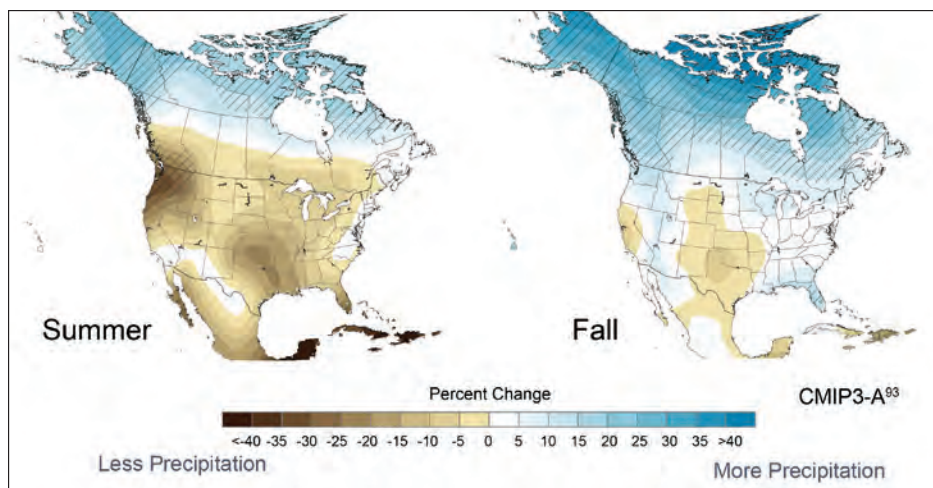 Summer
Fall
Percent Change
CMIP3-A93
<-40 -35 -30 -20 -15 -10 -5 0 5 10 15 20 25 30 35 >40
Less Precipitation
More Precipitation